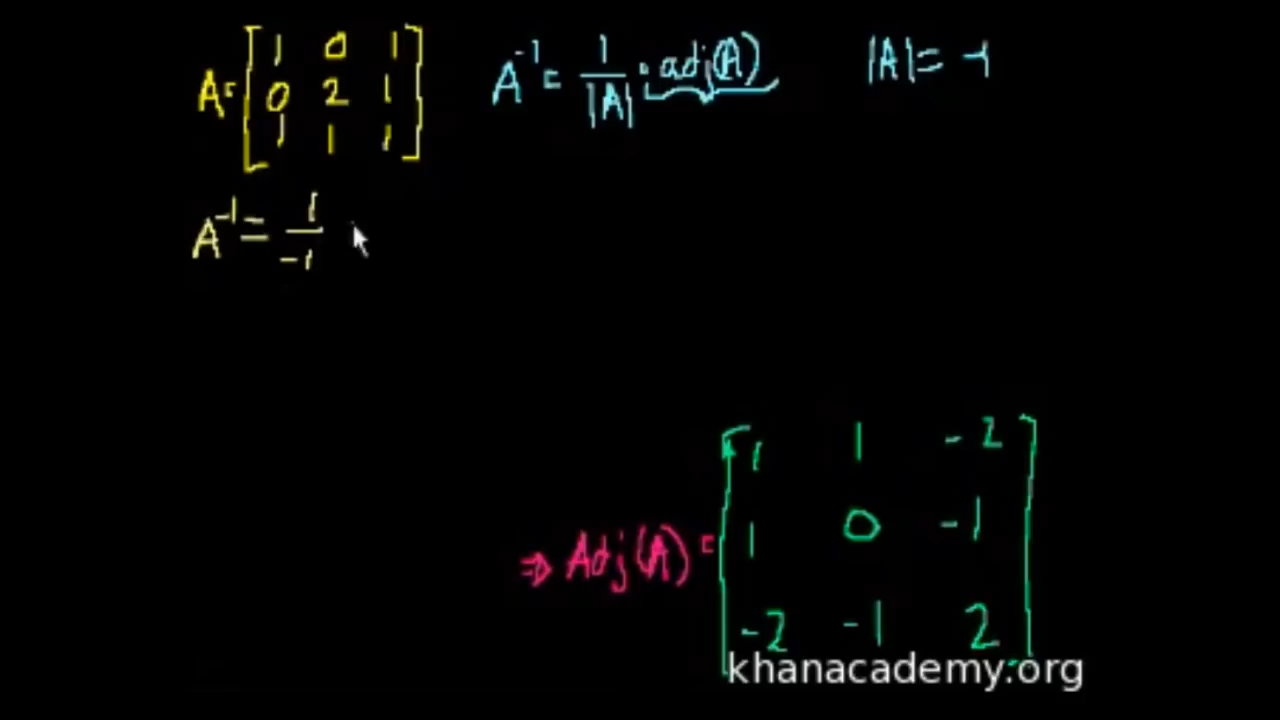 A = [ 1 0 1
0 2 1
1 1 1 ]
A⁻¹ = 1/|A| · adj(A)
|A| = -1
A⁻¹ = 1/-1
⇒ Adj(A) = [ 1 1 -2
1 0 -1
-2 -1 2 ]
khanacademy.org